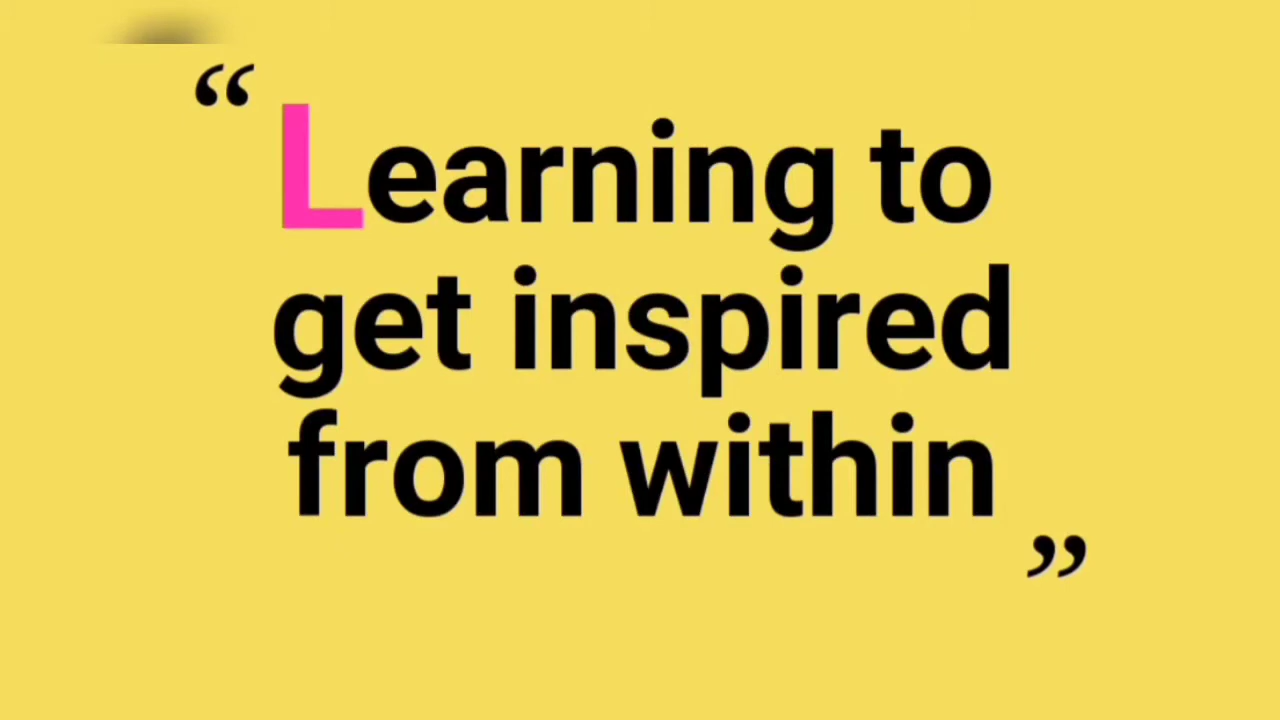 “Learning to
get inspired
from within”